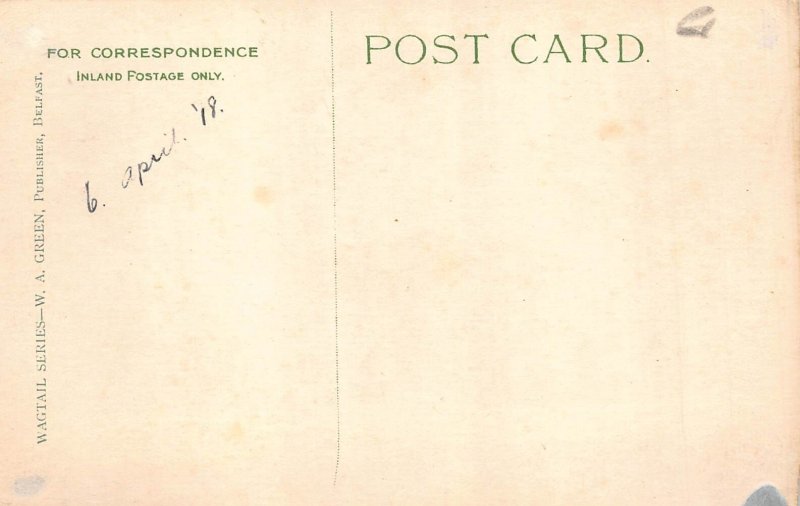 FOR CORRESPONDENCE
INLAND POSTAGE ONLY.
POST CARD.
6. april. '18.
WAGTAIL SERIES—W. A. GREEN, PUBLISHER, BELFAST.